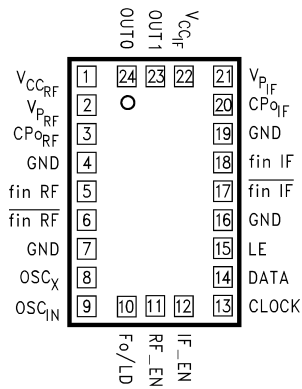 OUT0
OUT1
VCCIF
VCCRF 1 24 23 22 21 VPIF
VPRF 2 20 CPoIF
CPoRF 3 19 GND
GND 4 18 fin IF
fin RF 5 17 fin IF
fin RF 6 16 GND
GND 7 15 LE
OSCX 8 14 DATA
OSCIN 9 10 11 12 13 CLOCK
Fo/LD
RF_EN
IF_EN